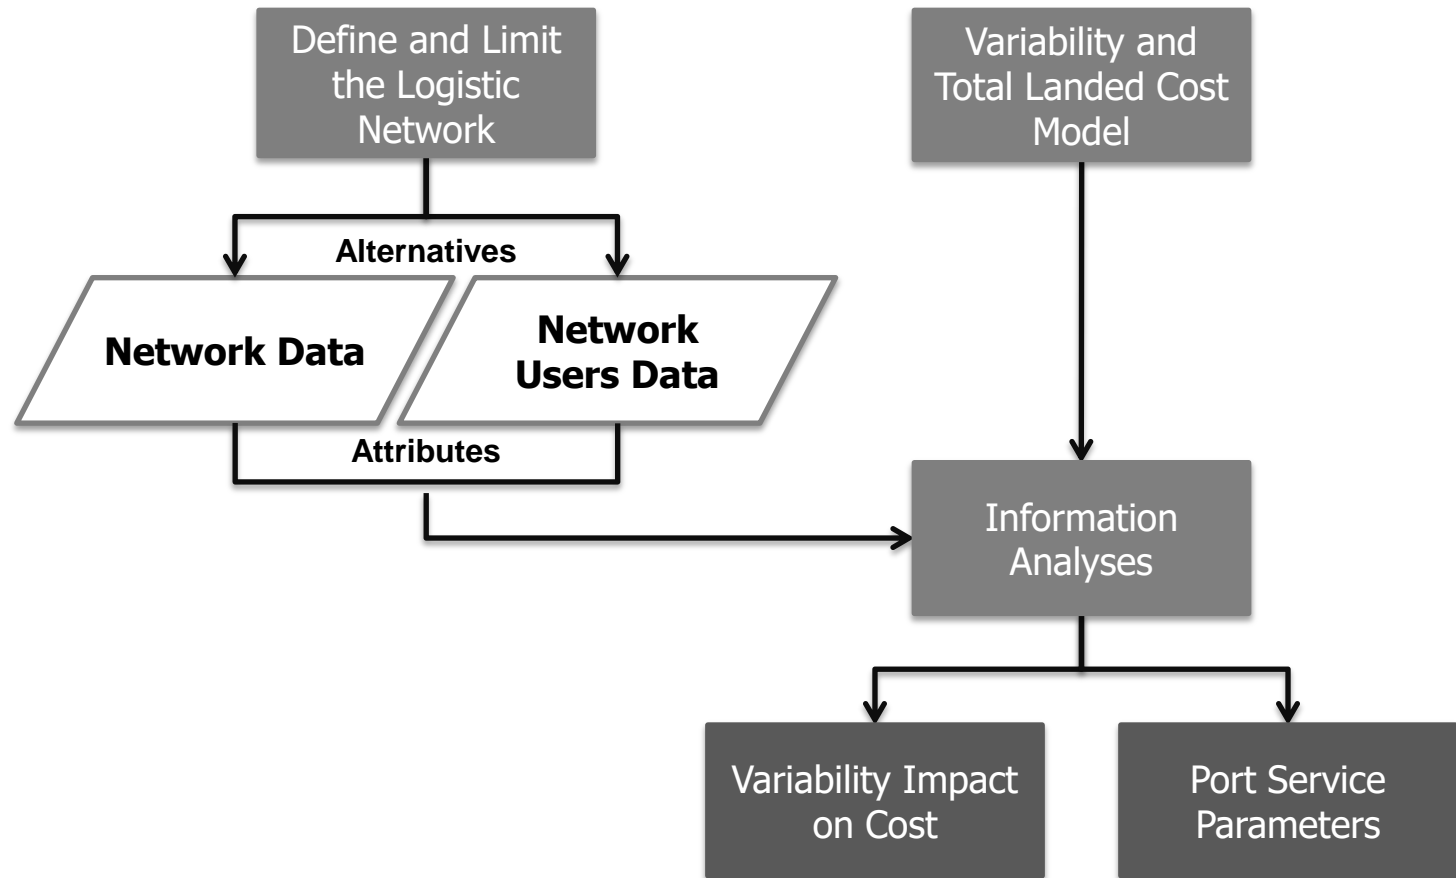 Define and Limit
the Logistic
Network
Variability and
Total Landed Cost
Model
Alternatives
Network Data
Network
Users Data
Attributes
Information
Analyses
Variability Impact
on Cost
Port Service
Parameters